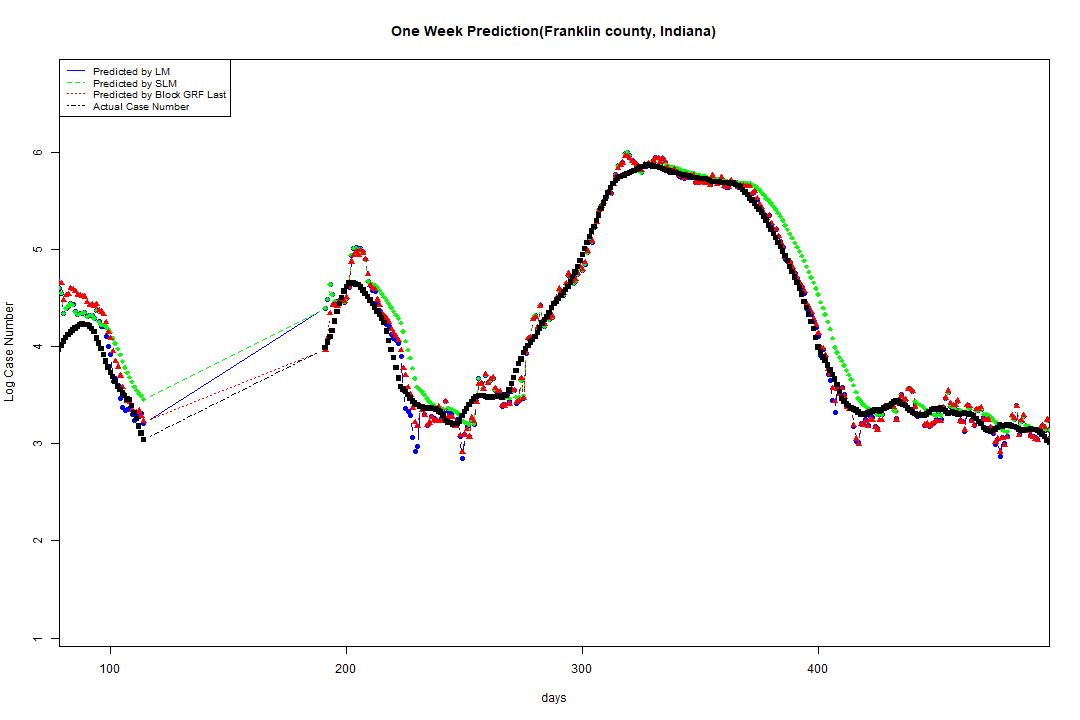 One Week Prediction(Franklin county, Indiana)
Predicted by LM
Predicted by SLM
Predicted by Block GRF Last
Actual Case Number
Log Case Number
6
5
4
3
2
1
100 200 300 400
days